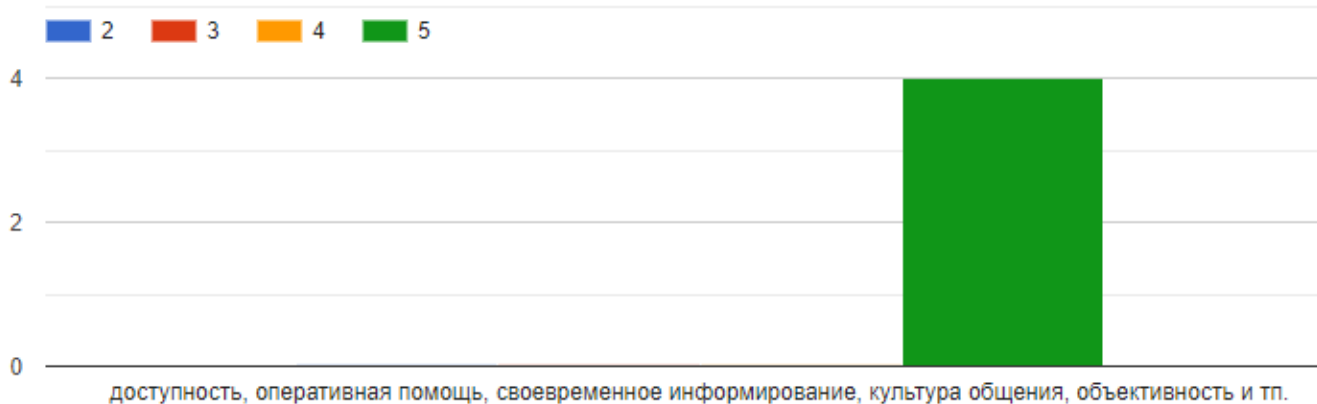 2 3 4 5
4
2
0
доступность, оперативная помощь, своевременное информирование, культура общения, объективность и тп.